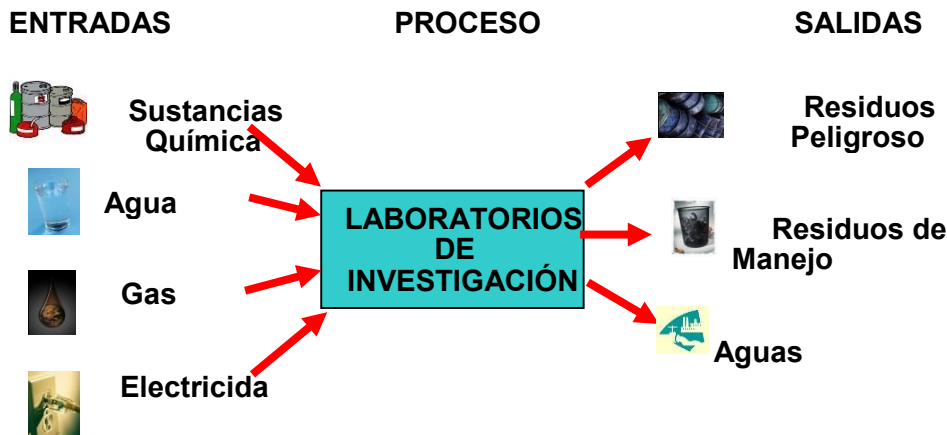 ENTRADAS
PROCESO
SALIDAS
Sustancias
Química
Agua
Gas
Electricida
LABORATORIOS
DE
INVESTIGACIÓN
Residuos
Peligroso
Residuos de
Manejo
Aguas